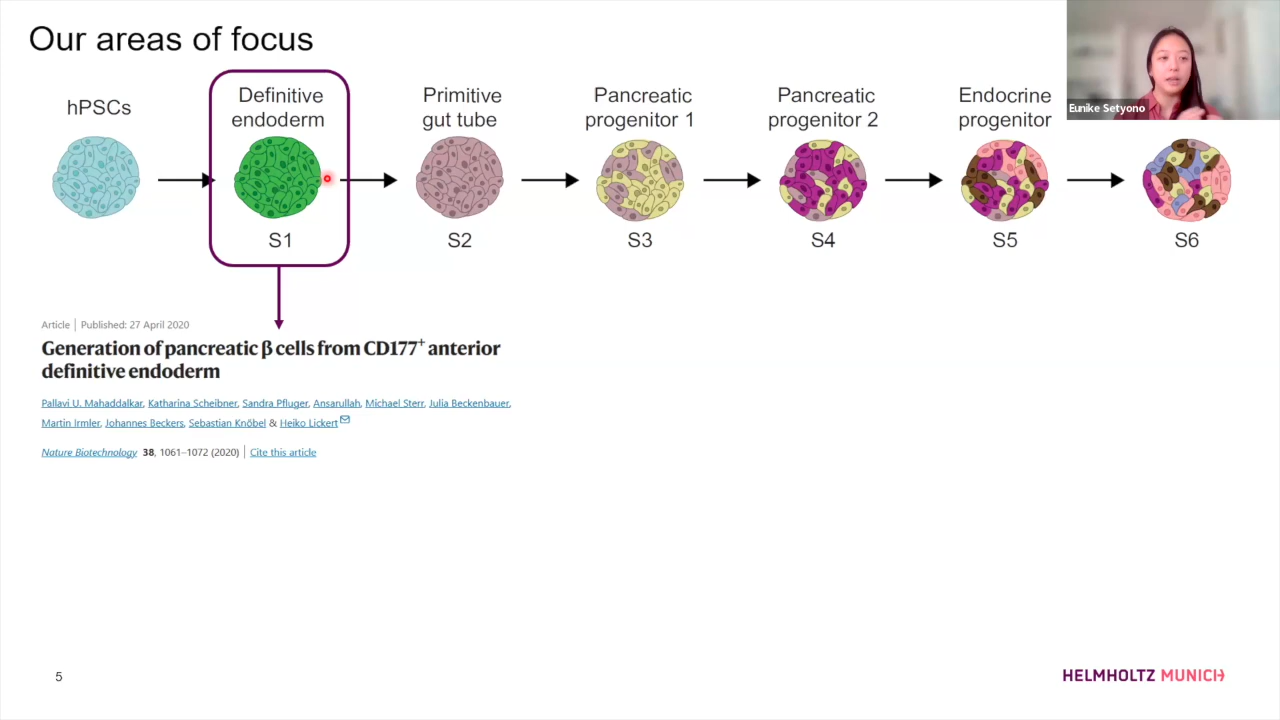 Our areas of focus
Eunike Setyono
hPSCs
Definitive
endoderm
Primitive
gut tube
Pancreatic
progenitor 1
Pancreatic
progenitor 2
Endocrine
progenitor
S1
S2
S3
S4
S5
S6
Article | Published: 27 April 2020
Generation of pancreatic β cells from CD177⁺ anterior
definitive endoderm
Pallavi U. Mahaddalkar, Katharina Scheibner, Sandra Pfluger, Ansarullah, Michael Sterr, Julia Beckenbauer,
Martin Irmler, Johannes Beckers, Sebastian Knöbel & Heiko Lickert
Nature Biotechnology 38, 1061–1072 (2020) | Cite this article
5
HELMHOLTZ MUNICH